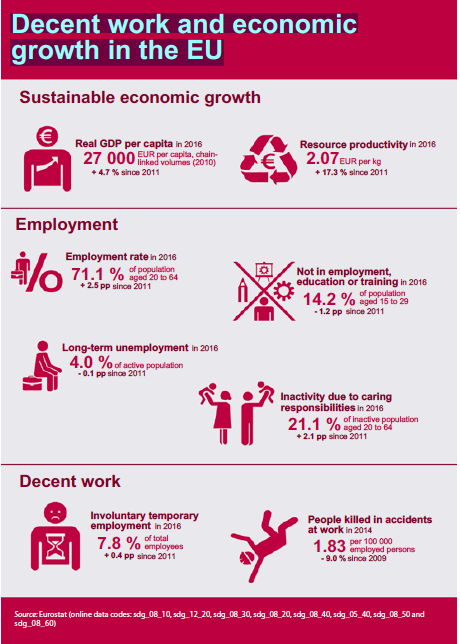 Decent work and economic
growth in the EU
Sustainable economic growth
€
Real GDP per capita in 2016
27 000 EUR per capita, chain-
linked volumes (2010)
+ 4.7 % since 2011
€
Resource productivity in 2016
2.07 EUR per kg
+ 17.3 % since 2011
Employment
%
Employment rate in 2016
71.1 % of population
aged 20 to 64
+ 2.5 pp since 2011
Not in employment,
education or training in 2016
14.2 % of population
aged 15 to 29
- 1.2 pp since 2011
Long-term unemployment in 2016
4.0 % of active population
- 0.1 pp since 2011
Inactivity due to caring
responsibilities in 2016
21.1 % of inactive population
aged 20 to 64
+ 2.1 pp since 2011
Decent work
Involuntary temporary
employment in 2016
7.8 % of total
employees
+ 0.4 pp since 2011
People killed in accidents
at work in 2014
1.83 per 100 000
employed persons
- 9.0 % since 2009
Source: Eurostat (online data codes: sdg_08_10, sdg_12_20, sdg_08_30, sdg_08_20, sdg_08_40, sdg_05_40, sdg_08_50 and
sdg_08_60)